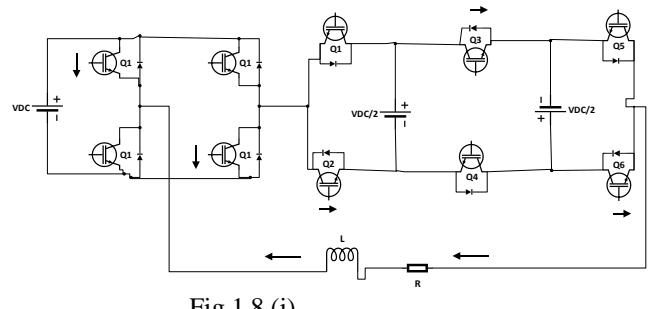 Q1
Q3
Q5
Q1
Q1
VDC
+
−
VDC/2
+
−
−
+
VDC/2
Q1
Q1
Q2
Q4
Q6
L
R
Fig 1.8 (i)